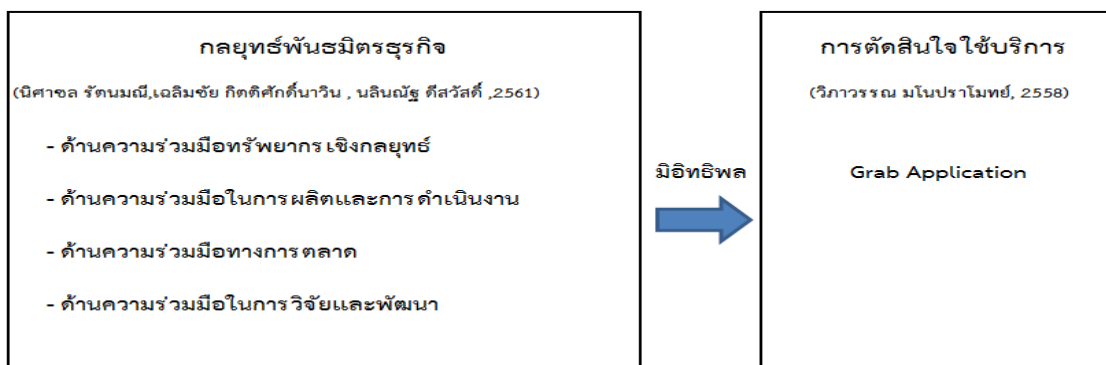 กลยุทธ์พันธมิตรธุรกิจ
(นิศาชล รัตนมณี,เฉลิมชัย กิตติศักดิ์นาวิน , นลินณัฐ ดีสวัสดิ์ ,2561)
- ด้านความร่วมมือทรัพยากรเชิงกลยุทธ์
- ด้านความร่วมมือในการผลิตและการดำเนินงาน
- ด้านความร่วมมือทางการตลาด
- ด้านความร่วมมือในการวิจัยและพัฒนา
มีอิทธิพล
การตัดสินใจใช้บริการ
(วิภาวรรณ มโนปราโมทย์, 2558)
Grab Application